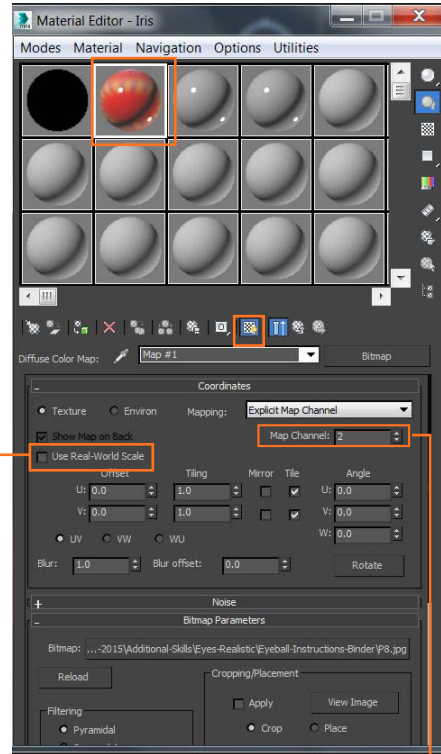 Material Editor - Iris
Modes Material Navigation Options Utilities
Diffuse Color Map: Map #1 Bitmap
- Coordinates
Texture Environ Mapping: Explicit Map Channel
Show Map on Back Map Channel: 2
Use Real-World Scale
Offset Tiling Mirror Tile Angle
U: 0.0 1.0 U: 0.0
V: 0.0 1.0 V: 0.0
W: 0.0
UV VW WU
Blur: 1.0 Blur offset: 0.0 Rotate
+ Noise
- Bitmap Parameters
Bitmap: ...-2015\Additional-Skills\Eyes-Realistic\Eyeball-Instructions-Binder\P8.jpg
Reload Cropping/Placement
Apply View Image
Filtering
Pyramidal Crop Place